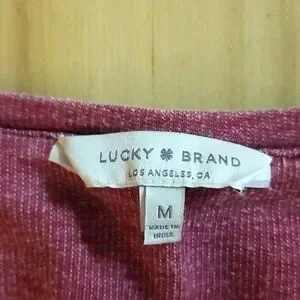 LUCKY ☘ BRAND
LOS ANGELES, CA
M
MADE IN
INDIA